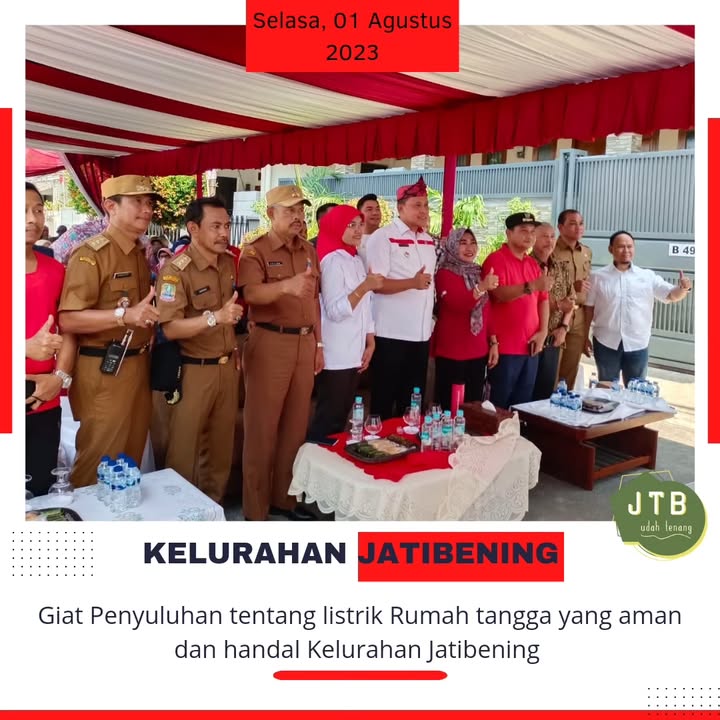 Selasa, 01 Agustus
2023
B 49
JTB
udah tenang
KELURAHAN JATIBENING
Giat Penyuluhan tentang listrik Rumah tangga yang aman
dan handal Kelurahan Jatibening